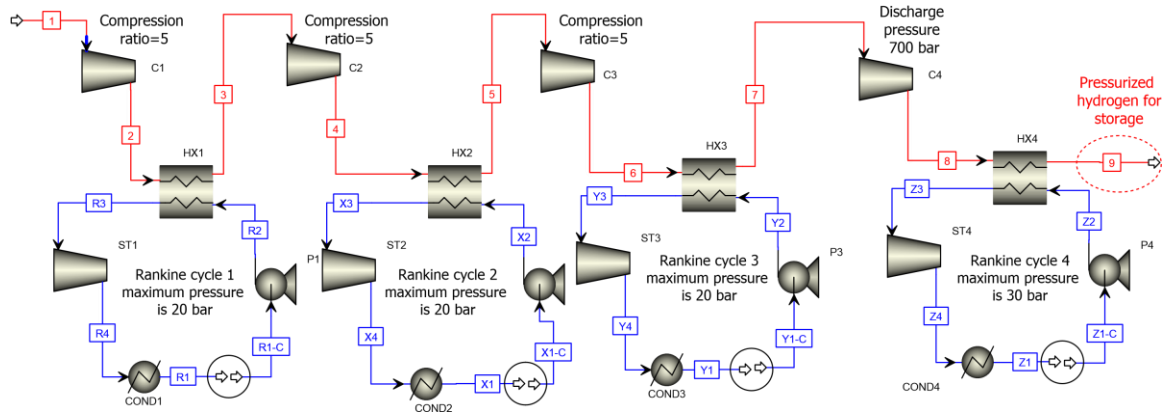 1
Compression
ratio=5
C1
2
3
HX1
R3
R2
ST1
Rankine cycle 1
maximum pressure
is 20 bar
P1
R4
R1
R1-C
COND1
Compression
ratio=5
C2
4
5
HX2
X3
X2
ST2
Rankine cycle 2
maximum pressure
is 20 bar
X4
X1
X1-C
COND2
Compression
ratio=5
C3
6
7
HX3
Y3
Y2
ST3
Rankine cycle 3
maximum pressure
is 20 bar
P3
Y4
Y1
Y1-C
COND3
Discharge
pressure
700 bar
C4
8
HX4
9
Pressurized
hydrogen for
storage
Z3
Z2
ST4
Rankine cycle 4
maximum pressure
is 30 bar
P4
Z4
Z1
Z1-C
COND4